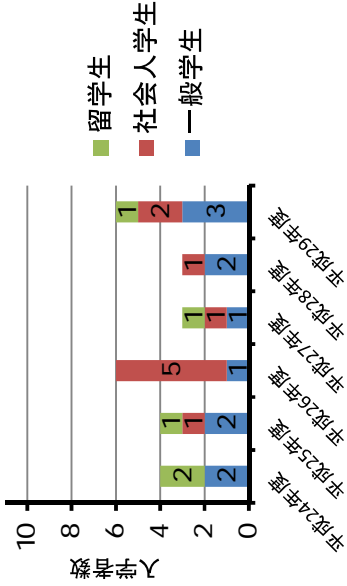 留学生
社会人学生
一般学生
入学者数
10
8
6
4
2
0
2
2
2
1
1
1
5
1
1
1
2
1
3
2
1
平成24年度
平成25年度
平成26年度
平成27年度
平成28年度
平成29年度